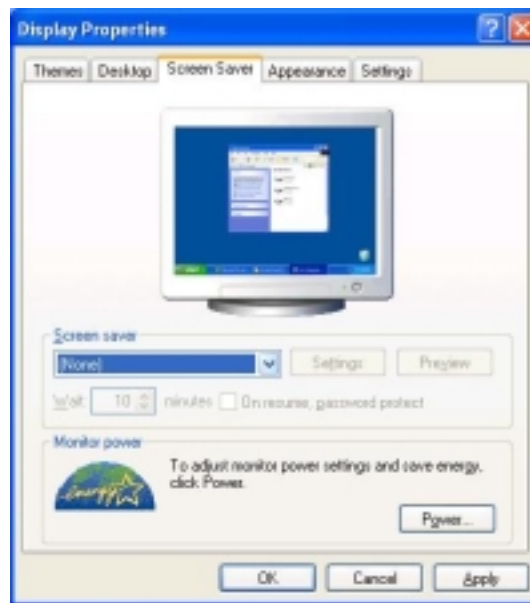 Display Properties
Themes Desktop Screen Saver Appearance Settings
Screen saver
(None) Settings Preview
Wait: 10 minutes On resume, password protect
Monitor power
To adjust monitor power settings and save energy,
click Power.
energy
Power...
OK Cancel Apply